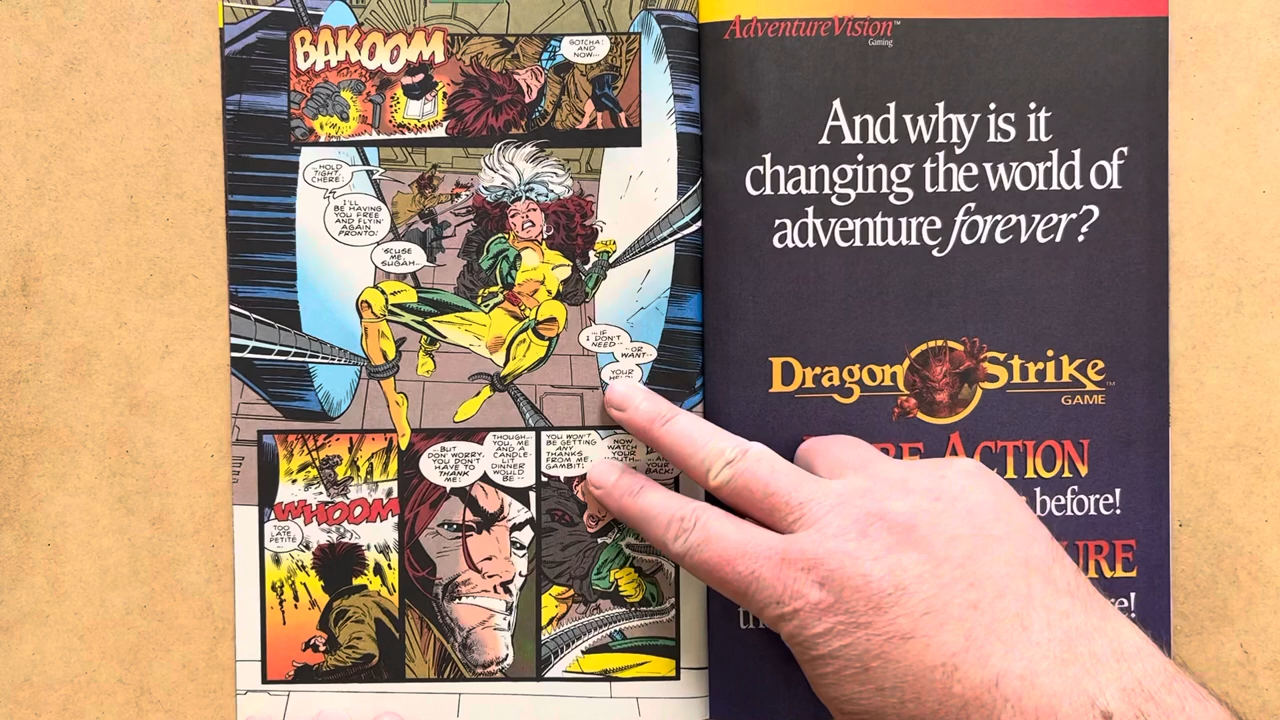 BAKOOM
GOTCHA!
AND
NOW...
...HOLD
TIGHT,
CHERE!
I'LL
BE HAVING
YOU FREE
AND FLYIN'
AGAIN
PRONTO!
'SCUSE
ME,
SUGAH--
...IF
I DON'T
NEED--
--OR
WANT--
YOUR
WHOOM
TOO
LATE,
PETITE
...BUT
DON' WORRY.
YOU DON'T
HAVE TO
THANK
ME!
THOUGH...
YOU, ME
AND A
CANDLE-
LIT
DINNER
WOULD
BE --
YOU WON'T
BE GETTING
ANY
THANKS
FROM ME,
GAMBIT!
NOW
WATCH
YOUR
YOUR
BACK!
AdventureVision™
Gaming
And why is it
changing the world of
adventure forever?
DragonStrike™
GAME
ACTION
before!